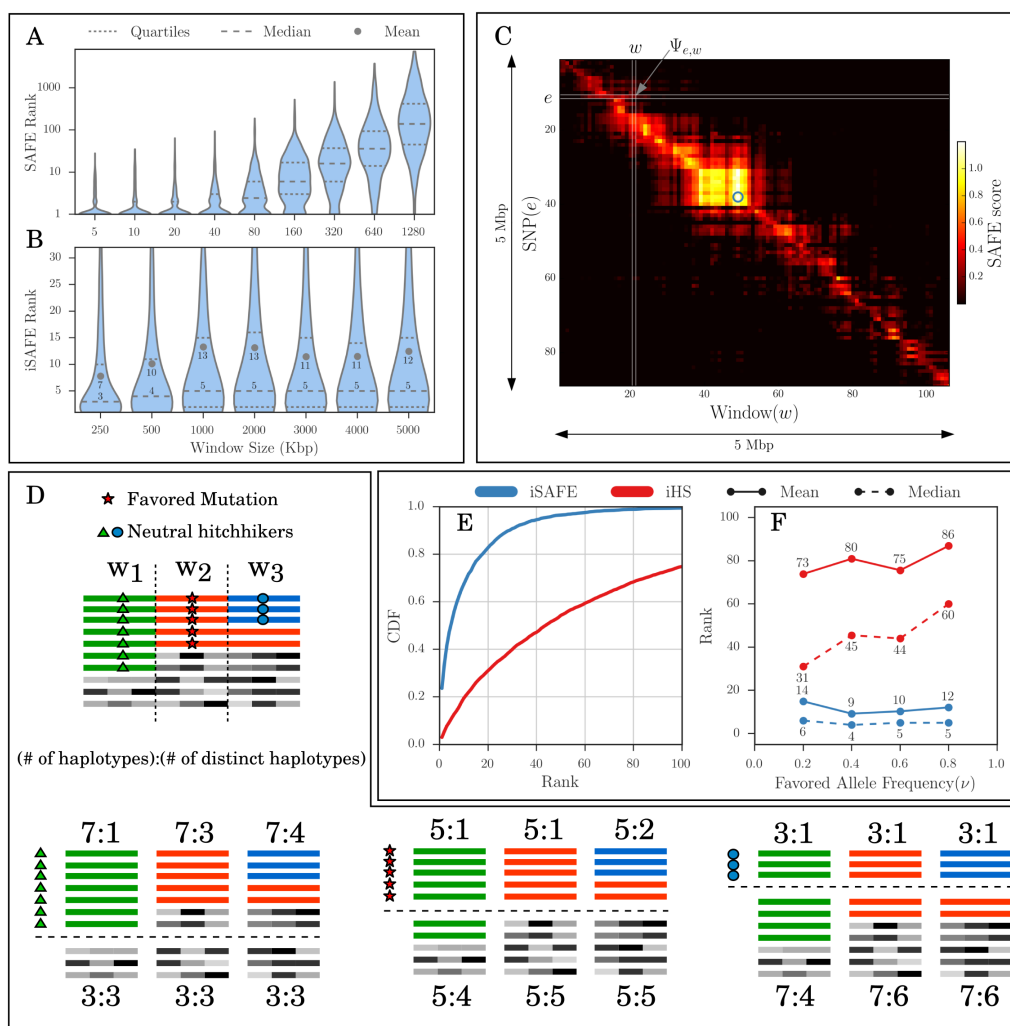 A
Quartiles Median Mean
SAFE Rank
1000
100
10
1
5 10 20 40 80 160 320 640 1280
B
iSAFE Rank
30
25
20
15
10
5
7 10 13 13 11 11 12
3 4 5 5 5 5 5
250 500 1000 2000 3000 4000 5000
Window Size (Kbp)
C
w Ψe,w
e
20
40
60
80
SNP(e)
5 Mbp
20 40 60 80 100
Window(w)
5 Mbp
1.0
0.8
0.6
0.4
0.2
SAFE score
D
Favored Mutation
Neutral hitchhikers
w1 w2 w3
(# of haplotypes):(# of distinct haplotypes)
iSAFE iHS Mean Median
E
CDF
1.0
0.8
0.6
0.4
0.2
0.0
0 20 40 60 80 100
Rank
F
Rank
100
80
60
40
20
0
73 80 75 86
31 45 44 60
14 9 10 12
6 4 5 5
0.0 0.2 0.4 0.6 0.8 1.0
Favored Allele Frequency(ν)
7:1 7:3 7:4
3:3 3:3 3:3
5:1 5:1 5:2
5:4 5:5 5:5
3:1 3:1 3:1
7:4 7:6 7:6